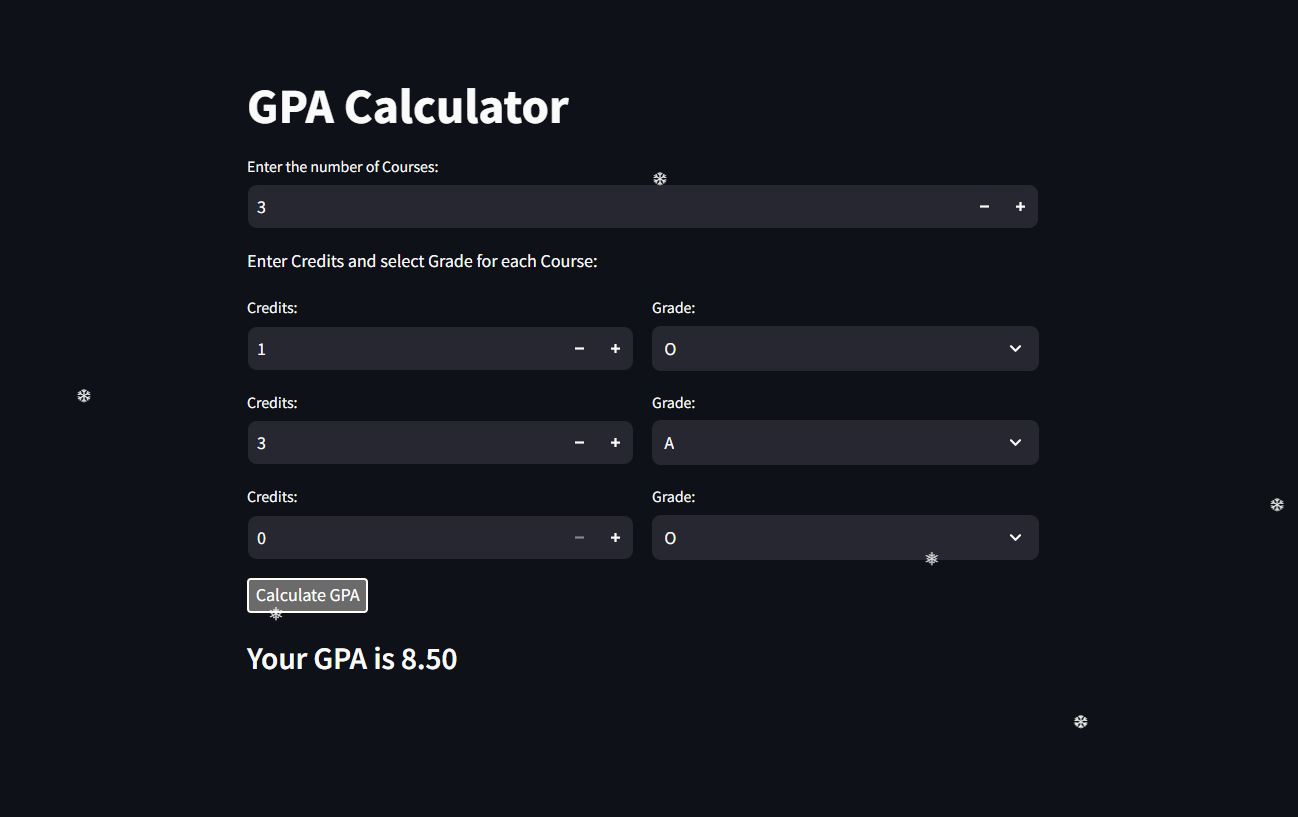 GPA Calculator
Enter the number of Courses:
3
Enter Credits and select Grade for each Course:
Credits: Grade:
1 O
Credits: Grade:
3 A
Credits: Grade:
0 O
Calculate GPA
Your GPA is 8.50